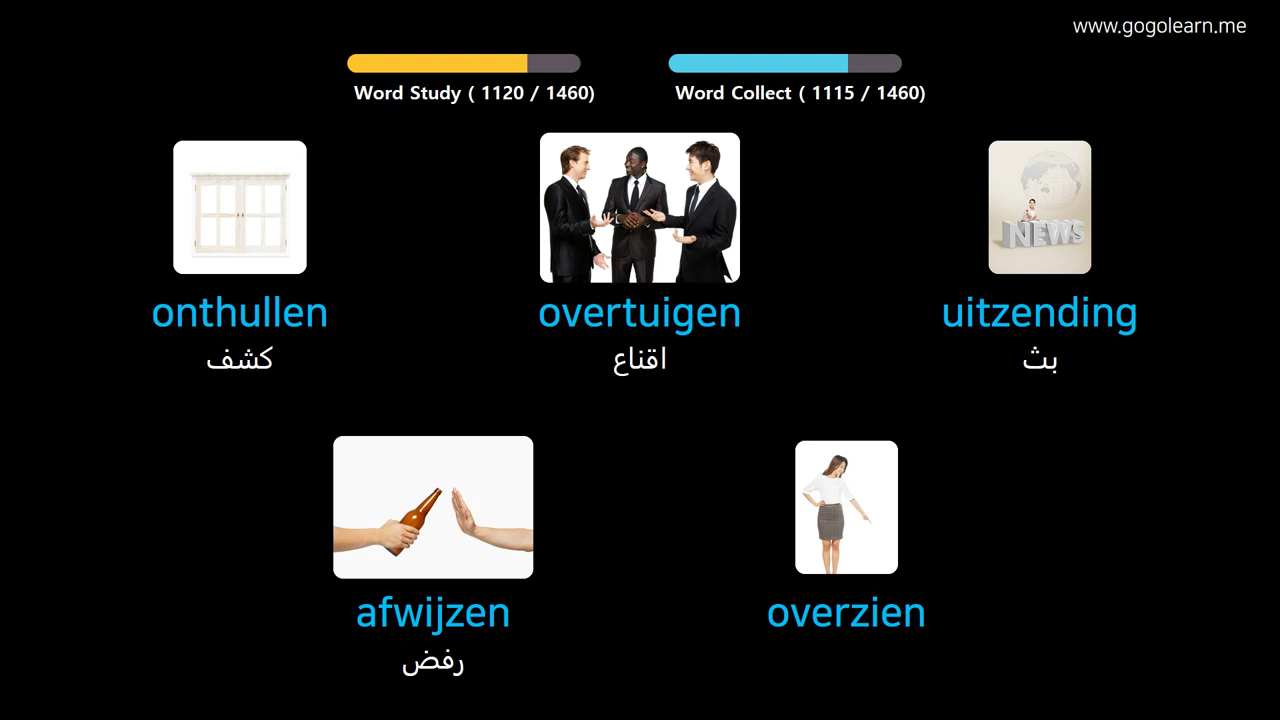 www.gogolearn.me
Word Study ( 1120 / 1460)
Word Collect ( 1115 / 1460)
NEWS
onthullen
overtuigen
uitzending
كشف
اقناع
بث
afwijzen
overzien
رفض